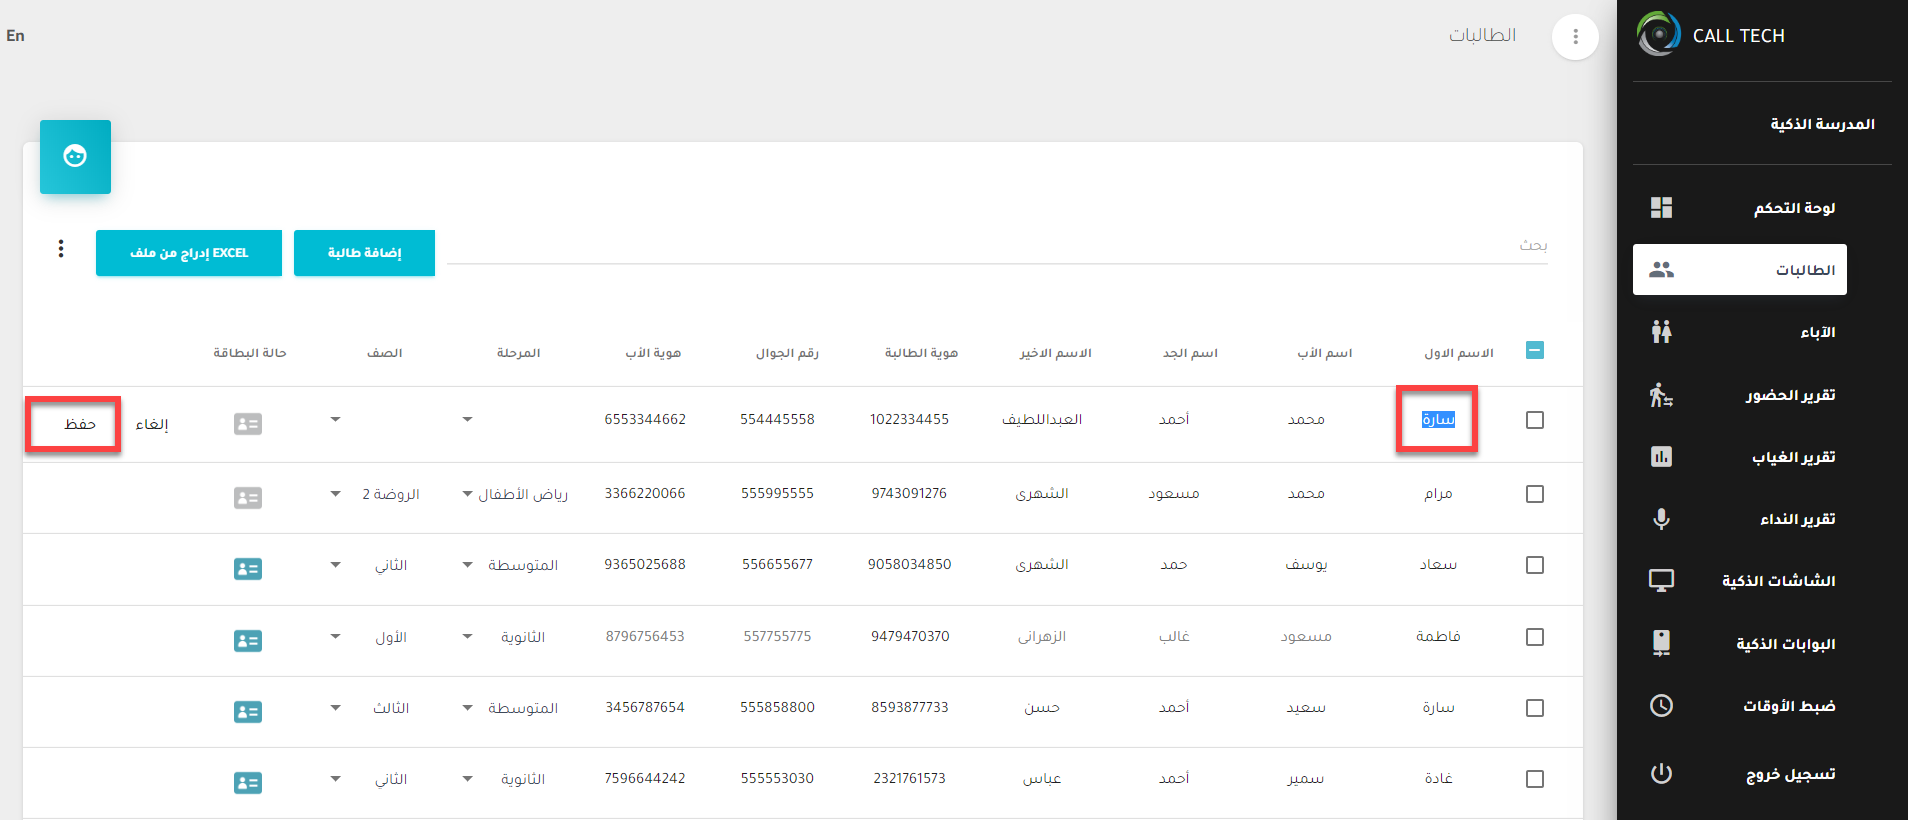 CALL TECH
المدرسة الذكية
لوحة التحكم
الطالبات
الآباء
تقرير الحضور
تقرير الغياب
تقرير النداء
الشاشات الذكية
البوابات الذكية
ضبط الأوقات
تسجيل خروج
الطالبات
En
بحث
إضافة طالبة
إدراج من ملف EXCEL
الاسم الاول اسم الأب اسم الجد الاسم الاخير هوية الطالبة رقم الجوال هوية الأب المرحلة الصف حالة البطاقة
سارة محمد أحمد العبداللطيف 1022334455 554445558 6553344662 إلغاء حفظ
مرام محمد مسعود الشهرى 9743091276 555995555 3366220066 رياض الأطفال الروضة 2
سعاد يوسف حمد الشهرى 9058034850 556655677 9365025688 المتوسطة الثاني
فاطمة مسعود غالب الزهرانى 9479470370 557755775 8796756453 الثانوية الأول
سارة سعيد أحمد حسن 8593877733 555858800 3456787654 المتوسطة الثالث
غادة سمير أحمد عباس 2321761573 555553030 7596644242 الثانوية الثاني